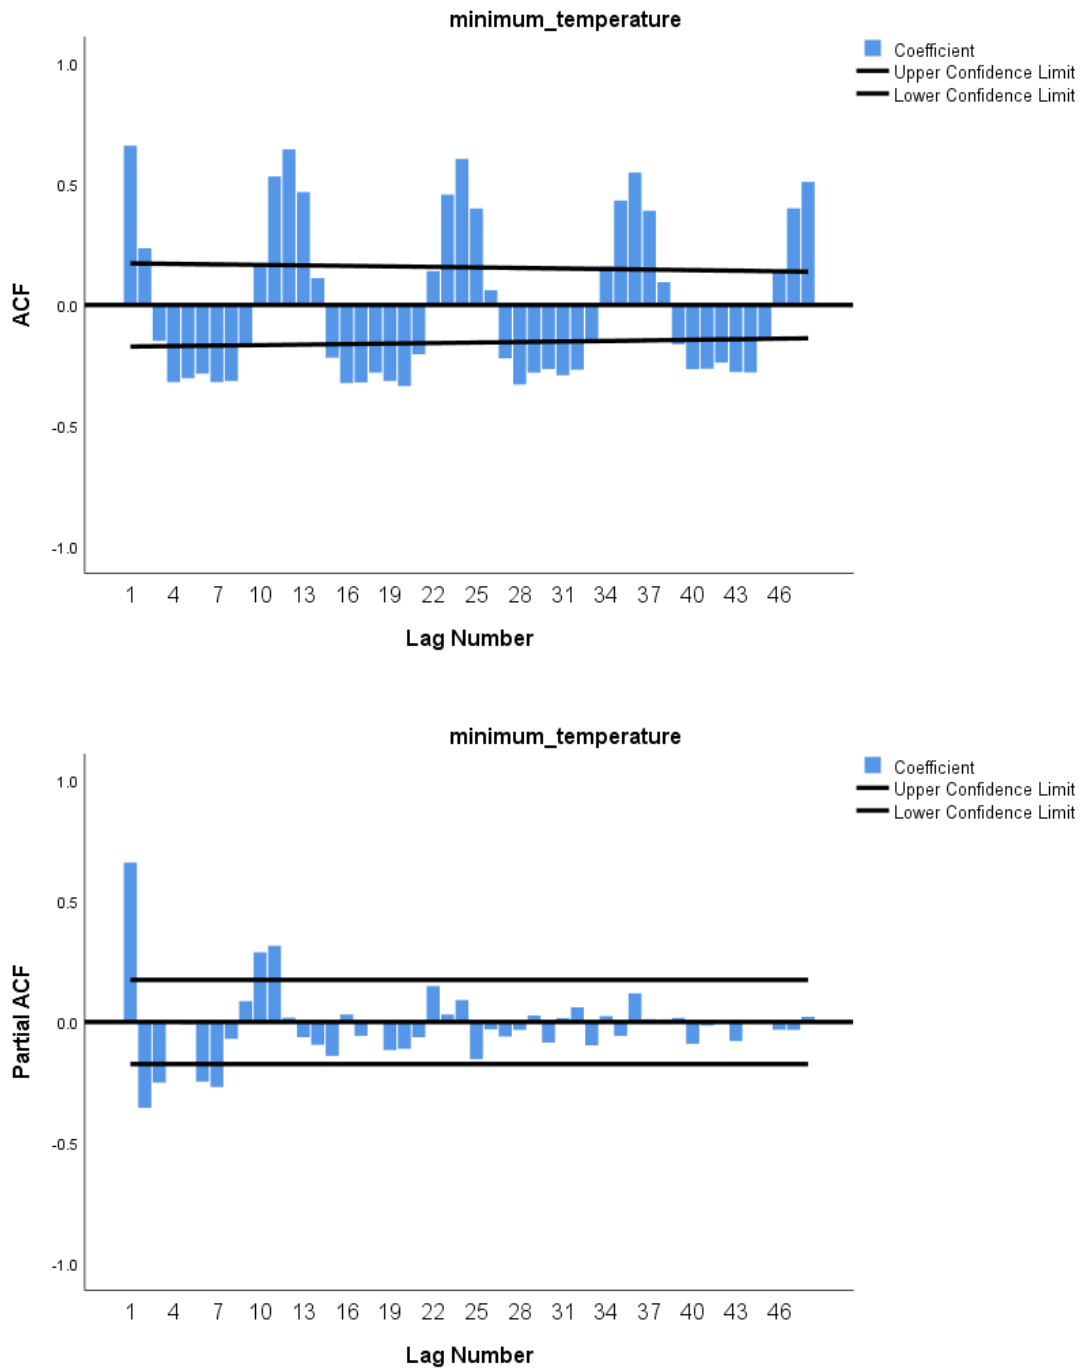 minimum_temperature
Coefficient
Upper Confidence Limit
Lower Confidence Limit
1.0
0.5
0.0
-0.5
-1.0
ACF
1 4 7 10 13 16 19 22 25 28 31 34 37 40 43 46
Lag Number
minimum_temperature
Coefficient
Upper Confidence Limit
Lower Confidence Limit
1.0
0.5
0.0
-0.5
-1.0
Partial ACF
1 4 7 10 13 16 19 22 25 28 31 34 37 40 43 46
Lag Number